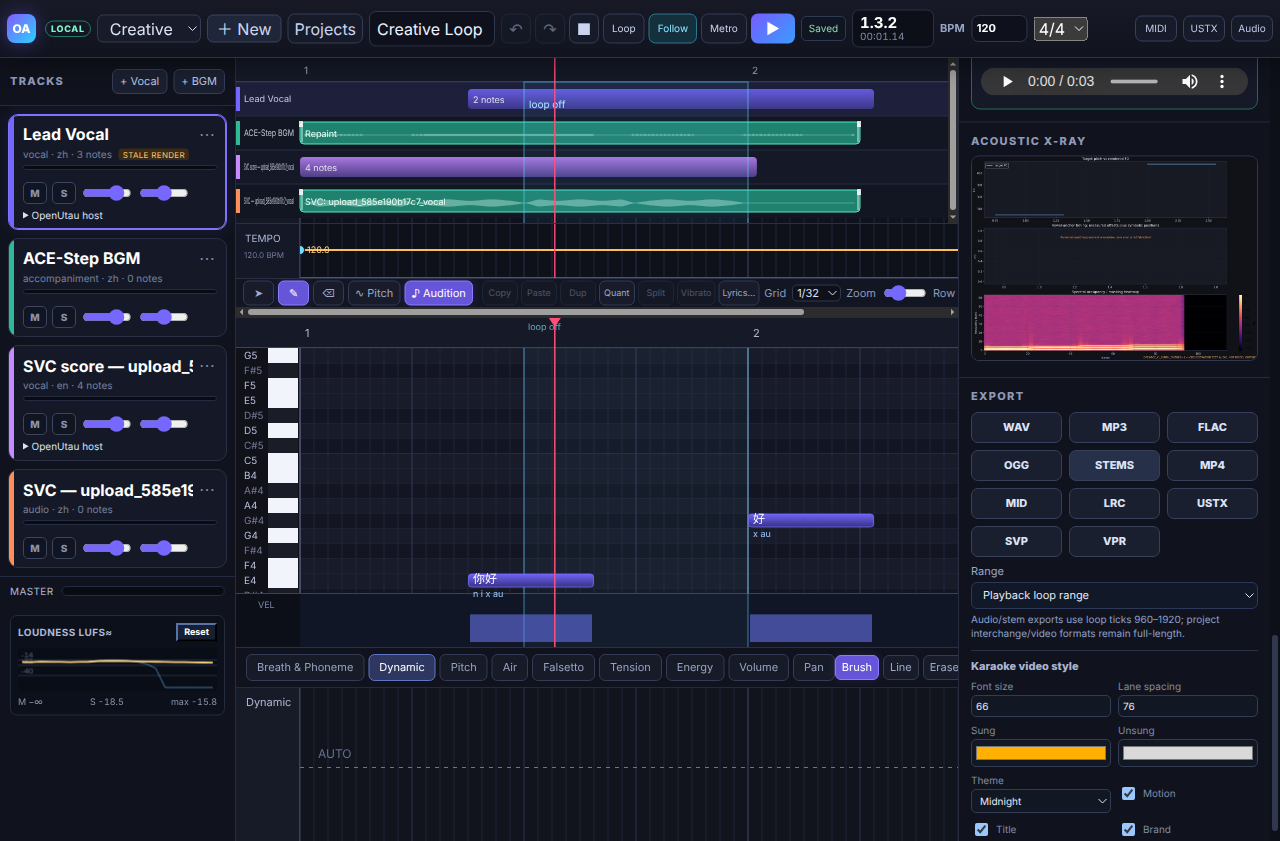 OA LOCAL Creative + New Projects Creative Loop Loop Follow Metro Saved 1.3.2 00:01.14 BPM 120 4/4 MIDI USTX Audio
TRACKS + Vocal + BGM
Lead Vocal ...
vocal · zh · 3 notes STALE RENDER
M S
OpenUtau host
ACE-Step BGM ...
accompaniment · zh · 0 notes
M S
SVC score — upload_5 ...
vocal · en · 4 notes
M S
OpenUtau host
SVC — upload_585e19 ...
audio · zh · 0 notes
M S
MASTER
LOUDNESS LUFS≈ Reset
-14
-40
M −∞ S -18.5 max -15.8
1 2
Lead Vocal 2 notes loop off
ACE-Step BGM Repaint
4 notes
SVC: upload_585e190b17c7_vocal
TEMPO
120.0 BPM
120.0
Pitch Audition Copy Paste Dup Quant Split Vibrato Lyrics... Grid 1/32 Zoom Row
loop off
1 2
G5
F#5
F5
E5
D#5
D5
C#5
C5
B4
A#4
A4
G#4 好
G4 x au
F#4
F4
E4 你好
n i x au
VEL
Breath & Phoneme Dynamic Pitch Air Falsetto Tension Energy Volume Pan Brush Line Erase
Dynamic
AUTO
0:00 / 0:03
ACOUSTIC X-RAY
EXPORT
WAV MP3 FLAC
OGG STEMS MP4
MID LRC USTX
SVP VPR
Range
Playback loop range
Audio/stem exports use loop ticks 960–1920; project
interchange/video formats remain full-length.
Karaoke video style
Font size Lane spacing
66 76
Sung Unsung
Theme
Midnight Motion
Title Brand